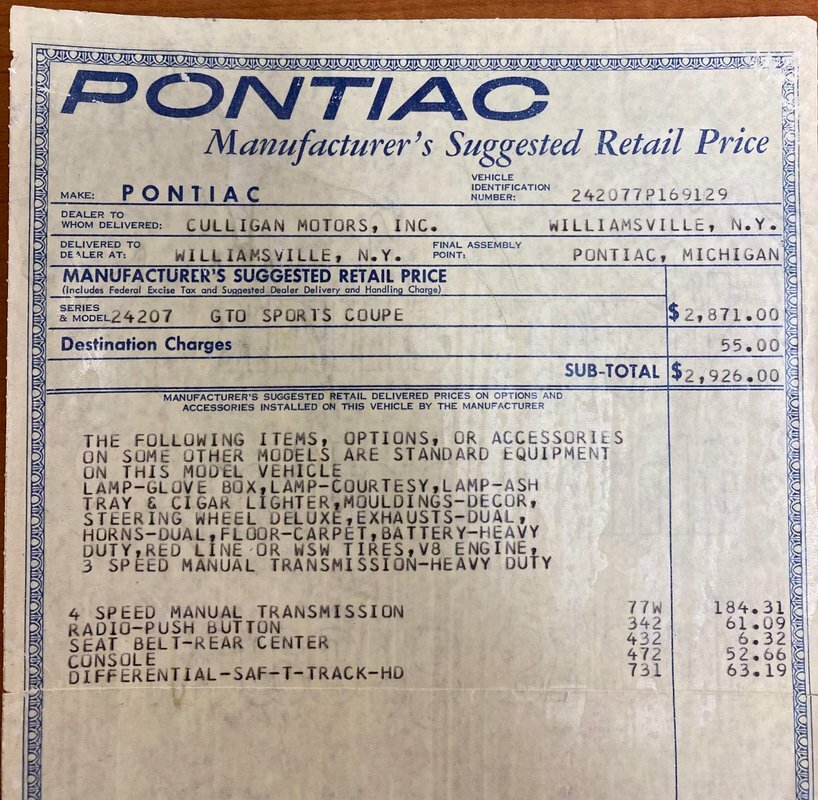 PONTIAC
Manufacturer's Suggested Retail Price
MAKE: PONTIAC VEHICLE IDENTIFICATION NUMBER: 242077P169129
DEALER TO WHOM DELIVERED: CULLIGAN MOTORS, INC. WILLIAMSVILLE, N.Y.
DELIVERED TO DEALER AT: WILLIAMSVILLE, N.Y. FINAL ASSEMBLY POINT: PONTIAC, MICHIGAN
MANUFACTURER'S SUGGESTED RETAIL PRICE
(Includes Federal Excise Tax and Suggested Dealer Delivery and Handling Charge)
SERIES & MODEL 24207 GTO SPORTS COUPE $2,871.00
Destination Charges 55.00
SUB-TOTAL $2,926.00
MANUFACTURER'S SUGGESTED RETAIL DELIVERED PRICES ON OPTIONS AND
ACCESSORIES INSTALLED ON THIS VEHICLE BY THE MANUFACTURER
THE FOLLOWING ITEMS, OPTIONS, OR ACCESSORIES
ON SOME OTHER MODELS ARE STANDARD EQUIPMENT
ON THIS MODEL VEHICLE
LAMP-GLOVE BOX,LAMP-COURTESY,LAMP-ASH
TRAY & CIGAR LIGHTER,MOULDINGS-DECOR,
STEERING WHEEL DELUXE,EXHAUSTS-DUAL,
HORNS-DUAL,FLOOR-CARPET,BATTERY-HEAVY
DUTY,RED LINE OR WSW TIRES,V8 ENGINE,
3 SPEED MANUAL TRANSMISSION-HEAVY DUTY
4 SPEED MANUAL TRANSMISSION 77W 184.31
RADIO-PUSH BUTTON 342 61.09
SEAT BELT-REAR CENTER 432 6.32
CONSOLE 472 52.66
DIFFERENTIAL-SAF-T-TRACK-HD 731 63.19